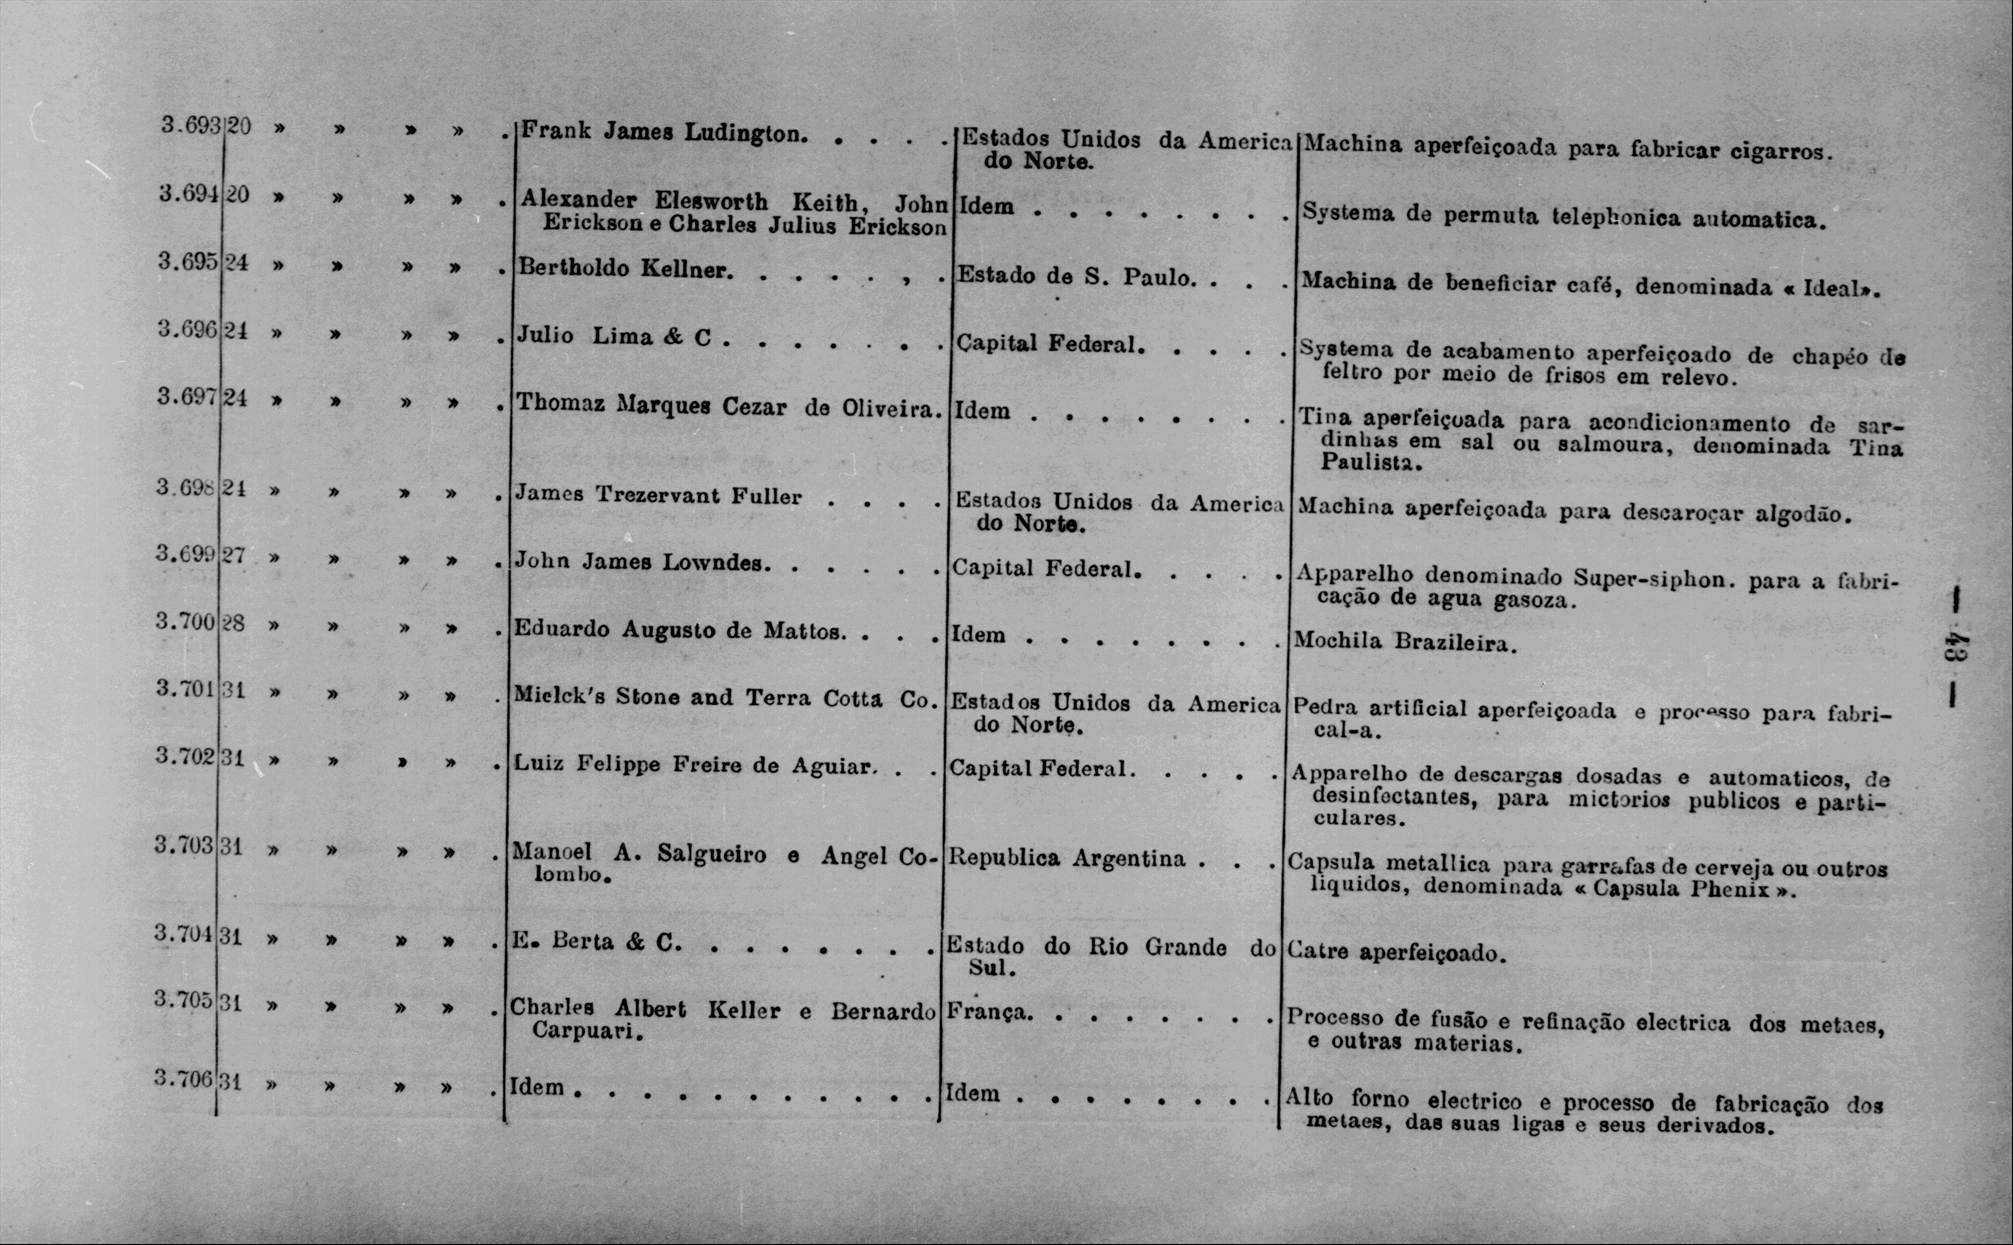 3.693 20 » » » » . Frank James Ludington. . . . . Estados Unidos da America Machina aperfeiçoada para fabricar cigarros.
do Norte.
3.694 20 » » » » . Alexander Elesworth Keith, John Idem . . . . . . . . Systema de permuta telephonica automatica.
Erickson e Charles Julius Erickson
3.695 24 » » » » . Bertholdo Kellner. . . . . , . Estado de S. Paulo. . . . Machina de beneficiar café, denominada « Ideal».
3.696 24 » » » » . Julio Lima & C . . . . . . . Capital Federal. . . . . Systema de acabamento aperfeiçoado de chapéo de
feltro por meio de frisos em relevo.
3.697 24 » » » » . Thomaz Marques Cezar de Oliveira. Idem . . . . . . . . Tina aperfeiçoada para acondicionamento de sar-
dinhas em sal ou salmoura, denominada Tina
Paulista.
3.698 24 » » » » . James Trezervant Fuller . . . . Estados Unidos da America Machina aperfeiçoada para descaroçar algodão.
do Norte.
3.699 27 » » » » . John James Lowndes. . . . . . Capital Federal. . . . . Apparelho denominado Super-siphon. para a fabri-
cação de agua gasoza.
3.700 28 » » » » . Eduardo Augusto de Mattos. . . . Idem . . . . . . . . Mochila Brazileira.
3.701 31 » » » » . Mielck's Stone and Terra Cotta Co. Estados Unidos da America Pedra artificial aperfeiçoada e processo para fabri-
do Norte. cal-a.
3.702 31 » » » » . Luiz Felippe Freire de Aguiar. . . Capital Federal. . . . . Apparelho de descargas dosadas e automaticos, de
desinfectantes, para mictorios publicos e parti-
culares.
3.703 31 » » » » . Manoel A. Salgueiro e Angel Co- Republica Argentina . . . Capsula metallica para garrafas de cerveja ou outros
lombo. liquidos, denominada « Capsula Phenix ».
3.704 31 » » » » . E. Berta & C. . . . . . . . Estado do Rio Grande do Catre aperfeiçoado.
Sul.
3.705 31 » » » » . Charles Albert Keller e Bernardo França. . . . . . . . Processo de fusão e refinação electrica dos metaes,
Carpuari. e outras materias.
3.706 31 » » » » . Idem . . . . . . . . . . . Idem . . . . . . . . Alto forno electrico e processo de fabricação dos
metaes, das suas ligas e seus derivados.
— 43 —